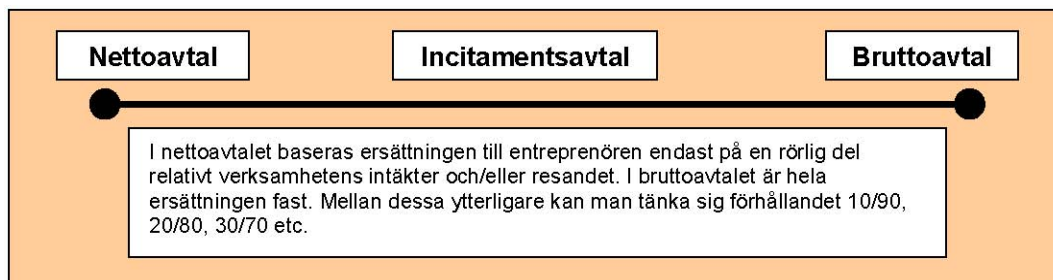 Nettoavtal Incitamentsavtal Bruttoavtal
I nettoavtalet baseras ersättningen till entreprenören endast på en rörlig del
relativt verksamhetens intäkter och/eller resandet. I bruttoavtalet är hela
ersättningen fast. Mellan dessa ytterligare kan man tänka sig förhållandet 10/90,
20/80, 30/70 etc.